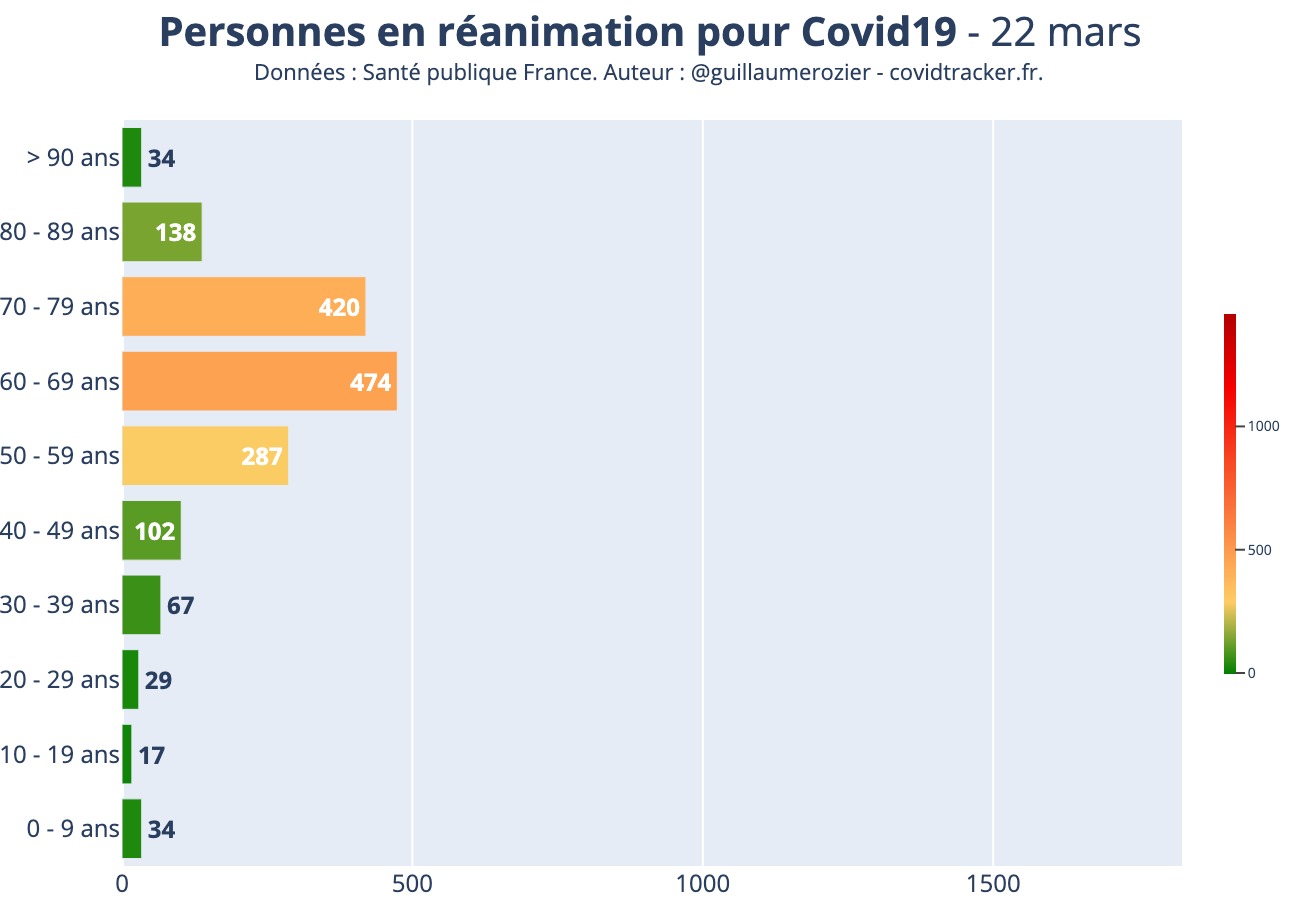 Personnes en réanimation pour Covid19 - 22 mars
Données : Santé publique France. Auteur : @guillaumerozier - covidtracker.fr.
> 90 ans 34
80 - 89 ans 138
70 - 79 ans 420
60 - 69 ans 474
50 - 59 ans 287
40 - 49 ans 102
30 - 39 ans 67
20 - 29 ans 29
10 - 19 ans 17
0 - 9 ans 34
0 500 1000 1500
1000
500
0